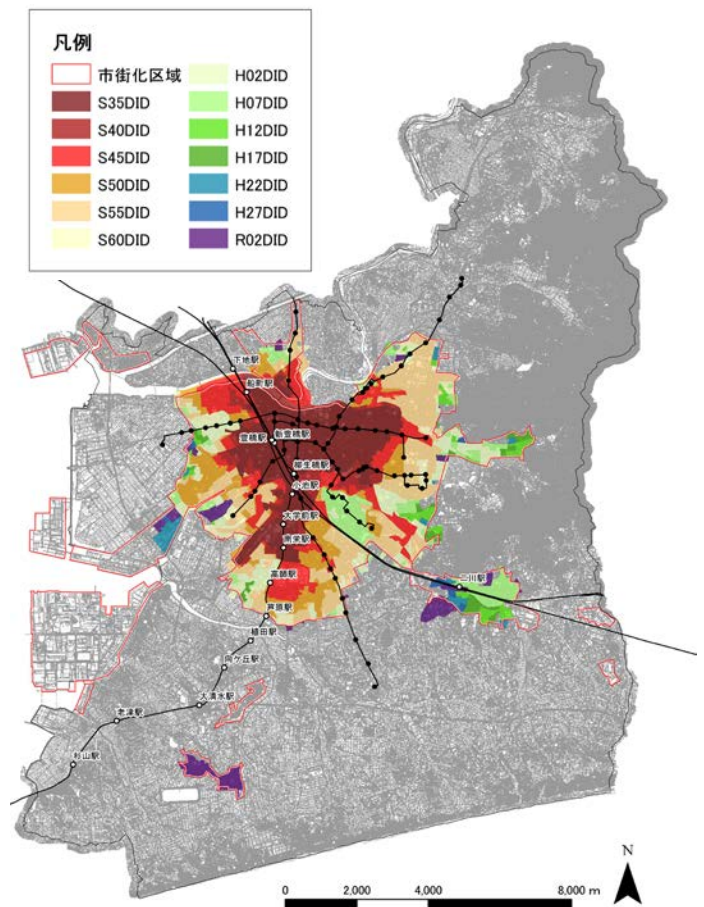 凡例
市街化区域
S35DID
S40DID
S45DID
S50DID
S55DID
S60DID
H02DID
H07DID
H12DID
H17DID
H22DID
H27DID
R02DID
下地駅
船町駅
豊橋駅
新豊橋駅
柳生橋駅
小池駅
大学前駅
南栄駅
高師駅
芦原駅
植田駅
向ケ丘駅
大清水駅
老津駅
杉山駅
二川駅
N
0 2,000 4,000 8,000 m